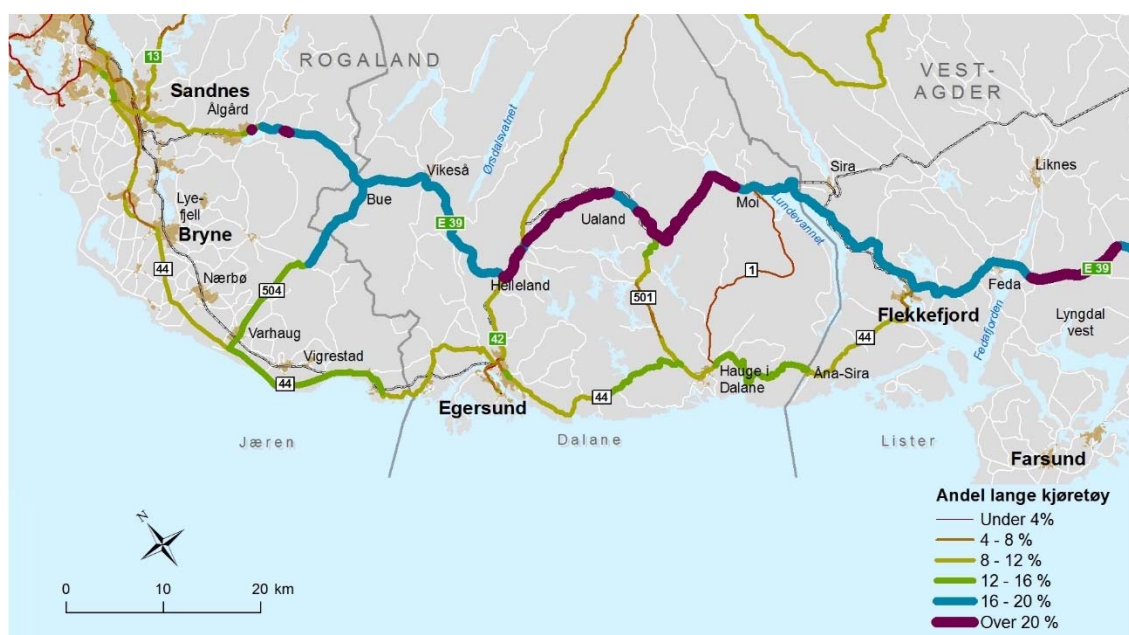 13
ROGALAND
VEST-
AGDER
Sandnes
Ålgård
Ørsdalsvatnet
Sira
Liknes
Vikeså
Lye-
fjell
Bue
Ualand
Moi
Lundevannet
Bryne
E 39
44
Nærbø
504
Helleland
501
1
Feda
E 39
Flekkefjord
Lyngdal
vest
Fedafjorden
Varhaug
42
44
Vigrestad
44
Hauge i
Dalane
Åna-Sira
Egersund
44
Jæren
Dalane
Lister
Farsund
Andel lange kjøretøy
Under 4%
4 - 8 %
8 - 12 %
12 - 16 %
16 - 20 %
Over 20 %
N
0 10 20 km